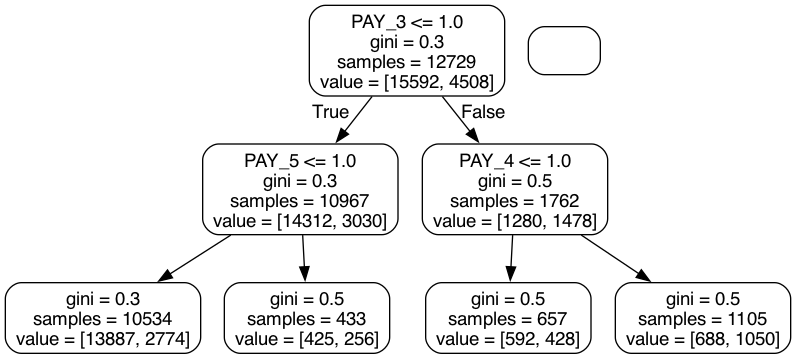 PAY_3 <= 1.0
gini = 0.3
samples = 12729
value = [15592, 4508]
True
False
PAY_5 <= 1.0
gini = 0.3
samples = 10967
value = [14312, 3030]
PAY_4 <= 1.0
gini = 0.5
samples = 1762
value = [1280, 1478]
gini = 0.3
samples = 10534
value = [13887, 2774]
gini = 0.5
samples = 433
value = [425, 256]
gini = 0.5
samples = 657
value = [592, 428]
gini = 0.5
samples = 1105
value = [688, 1050]